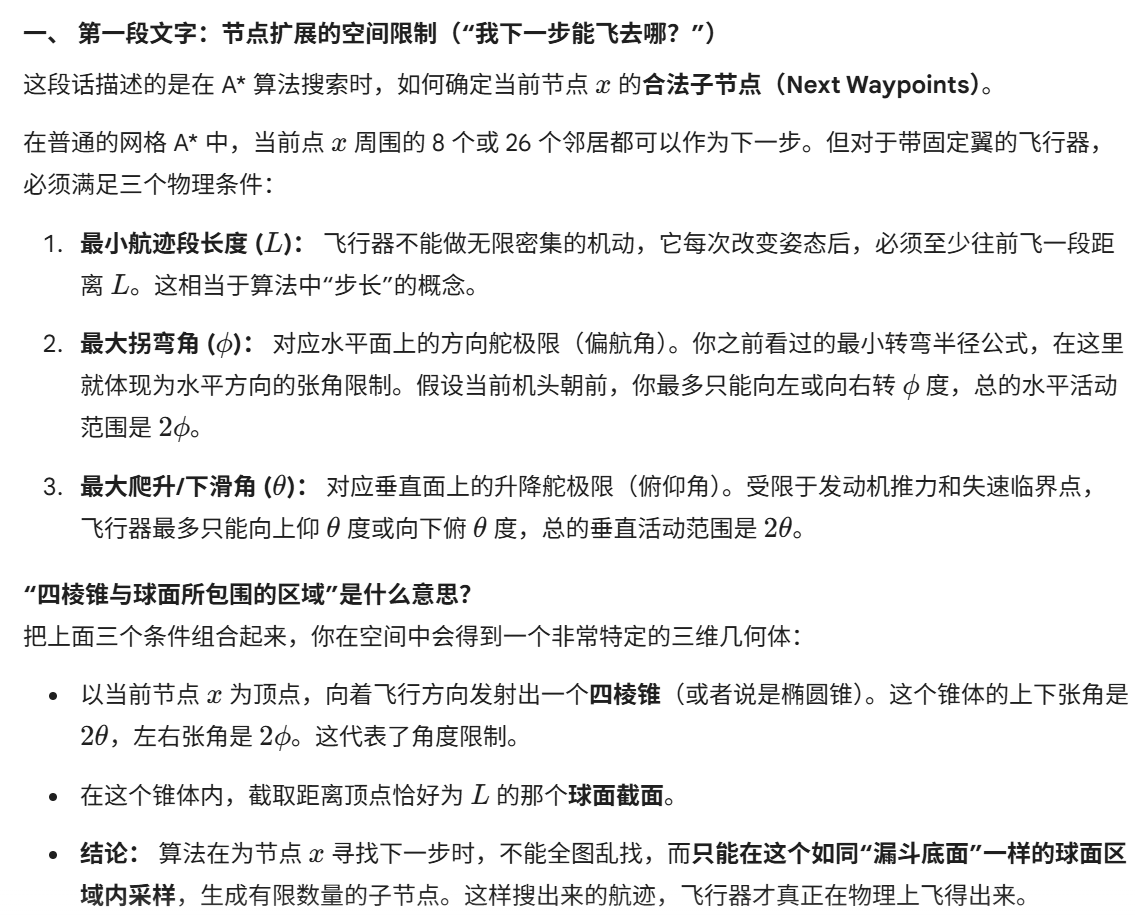 一、 第一段文字：节点扩展的空间限制（“我下一步能飞去哪？”）
这段话描述的是在 A* 算法搜索时，如何确定当前节点 x 的合法子节点（Next Waypoints）。
在普通的网格 A* 中，当前点 x 周围的 8 个或 26 个邻居都可以作为下一步。但对于带固定翼的飞行器，
必须满足三个物理条件：
1. 最小航迹段长度 (L)： 飞行器不能做无限密集的机动，它每次改变姿态后，必须至少往前飞一段距
离 L。这相当于算法中“步长”的概念。
2. 最大拐弯角 (ϕ)： 对应水平面上的方向舵极限（偏航角）。你之前看过的最小转弯半径公式，在这里
就体现为水平方向的张角限制。假设当前机头朝前，你最多只能向左或向右转 ϕ 度，总的水平活动
范围是 2ϕ。
3. 最大爬升/下滑角 (θ)： 对应垂直面上的升降舵极限（俯仰角）。受限于发动机推力和失速临界点，
飞行器最多只能向上仰 θ 度或向下俯 θ 度，总的垂直活动范围是 2θ。
“四棱锥与球面所包围的区域”是什么意思？
把上面三个条件组合起来，你在空间中会得到一个非常特定的三维几何体：
• 以当前节点 x 为顶点，向着飞行方向发射出一个四棱锥（或者说是椭圆锥）。这个锥体的上下张角是
2θ，左右张角是 2ϕ。这代表了角度限制。
• 在这个锥体内，截取距离顶点恰好为 L 的那个球面截面。
• 结论： 算法在为节点 x 寻找下一步时，不能全图乱找，而只能在这个如同“漏斗底面”一样的球面区
域内采样，生成有限数量的子节点。这样搜出来的航迹，飞行器才真正在物理上飞得出来。